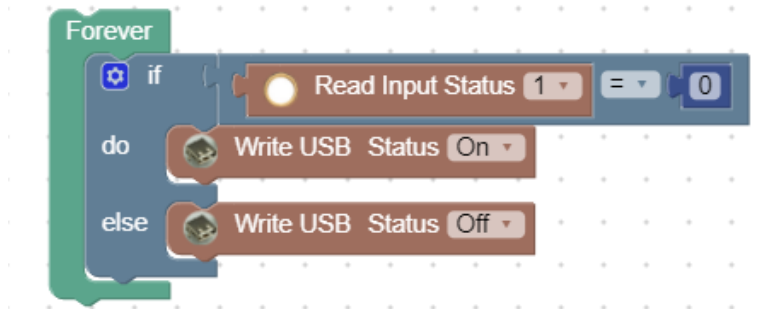 Forever
if Read Input Status 1 = 0
do Write USB Status On
else Write USB Status Off